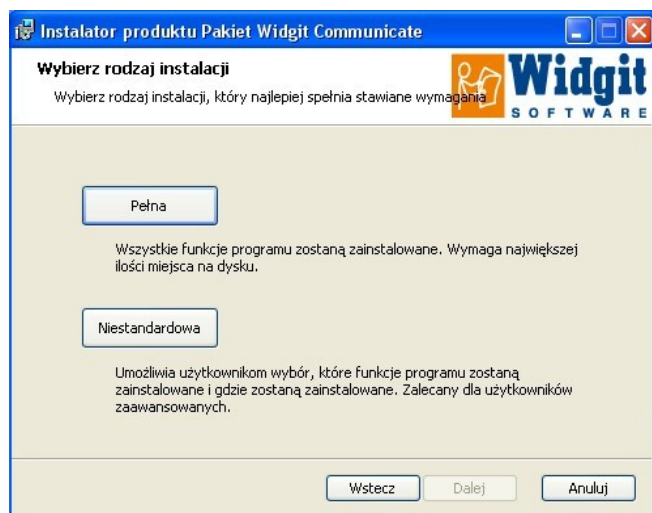 Instalator produktu Pakiet Widgit Communicate
Wybierz rodzaj instalacji
Wybierz rodzaj instalacji, który najlepiej spełnia stawiane wymagania
Widgit
SOFTWARE
Pełna
Wszystkie funkcje programu zostaną zainstalowane. Wymaga największej
ilości miejsca na dysku.
Niestandardowa
Umożliwia użytkownikom wybór, które funkcje programu zostaną
zainstalowane i gdzie zostaną zainstalowane. Zalecany dla użytkowników
zaawansowanych.
Wstecz
Dalej
Anuluj